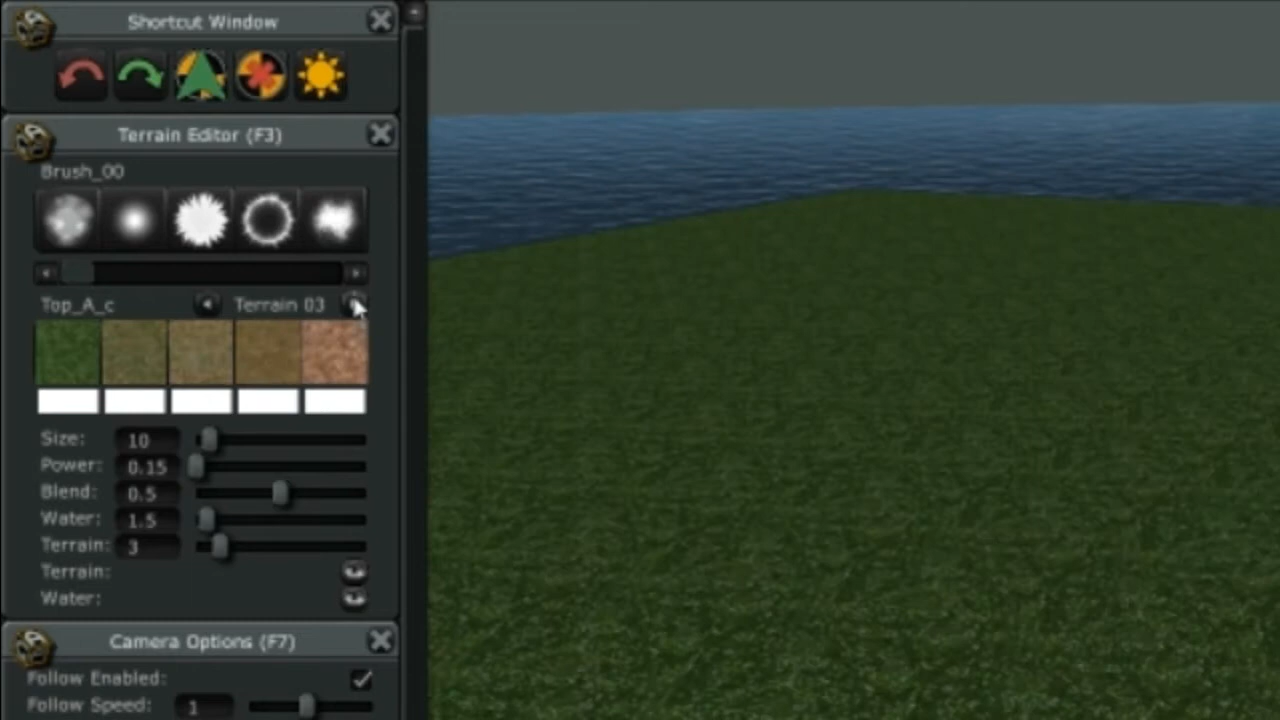 Shortcut Window
Terrain Editor (F3)
Brush_00
Top_A_c Terrain 03
Size: 10
Power: 0.15
Blend: 0.5
Water: 1.5
Terrain: 3
Terrain:
Water:
Camera Options (F7)
Follow Enabled:
Follow Speed: 1